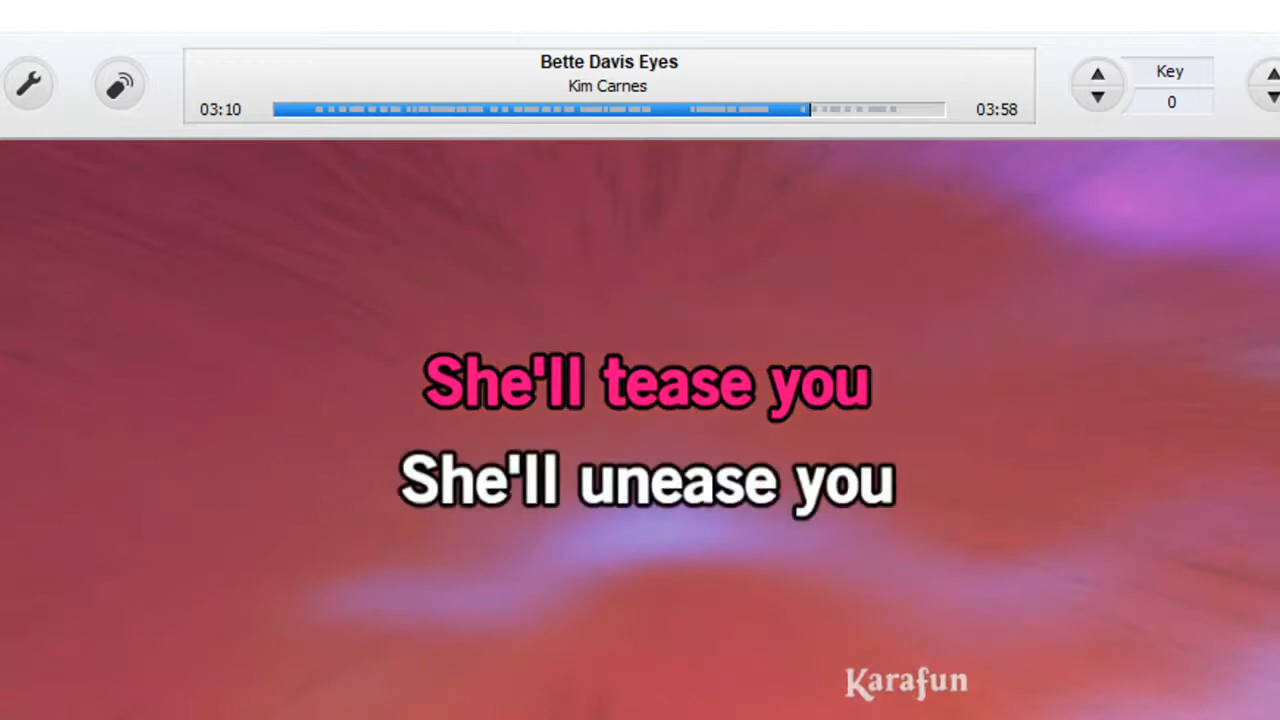 Bette Davis Eyes
Kim Carnes
03:10
03:58
Key
0
She'll tease you
She'll unease you
Karafun